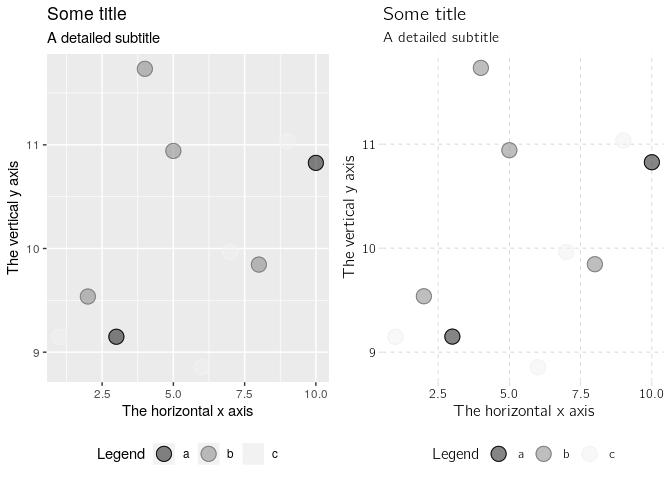 Some title
A detailed subtitle
The vertical y axis
11
10
9
2.5 5.0 7.5 10.0
The horizontal x axis
Legend a b c
Some title
A detailed subtitle
The vertical y axis
11
10
9
2.5 5.0 7.5 10.0
The horizontal x axis
Legend a b c